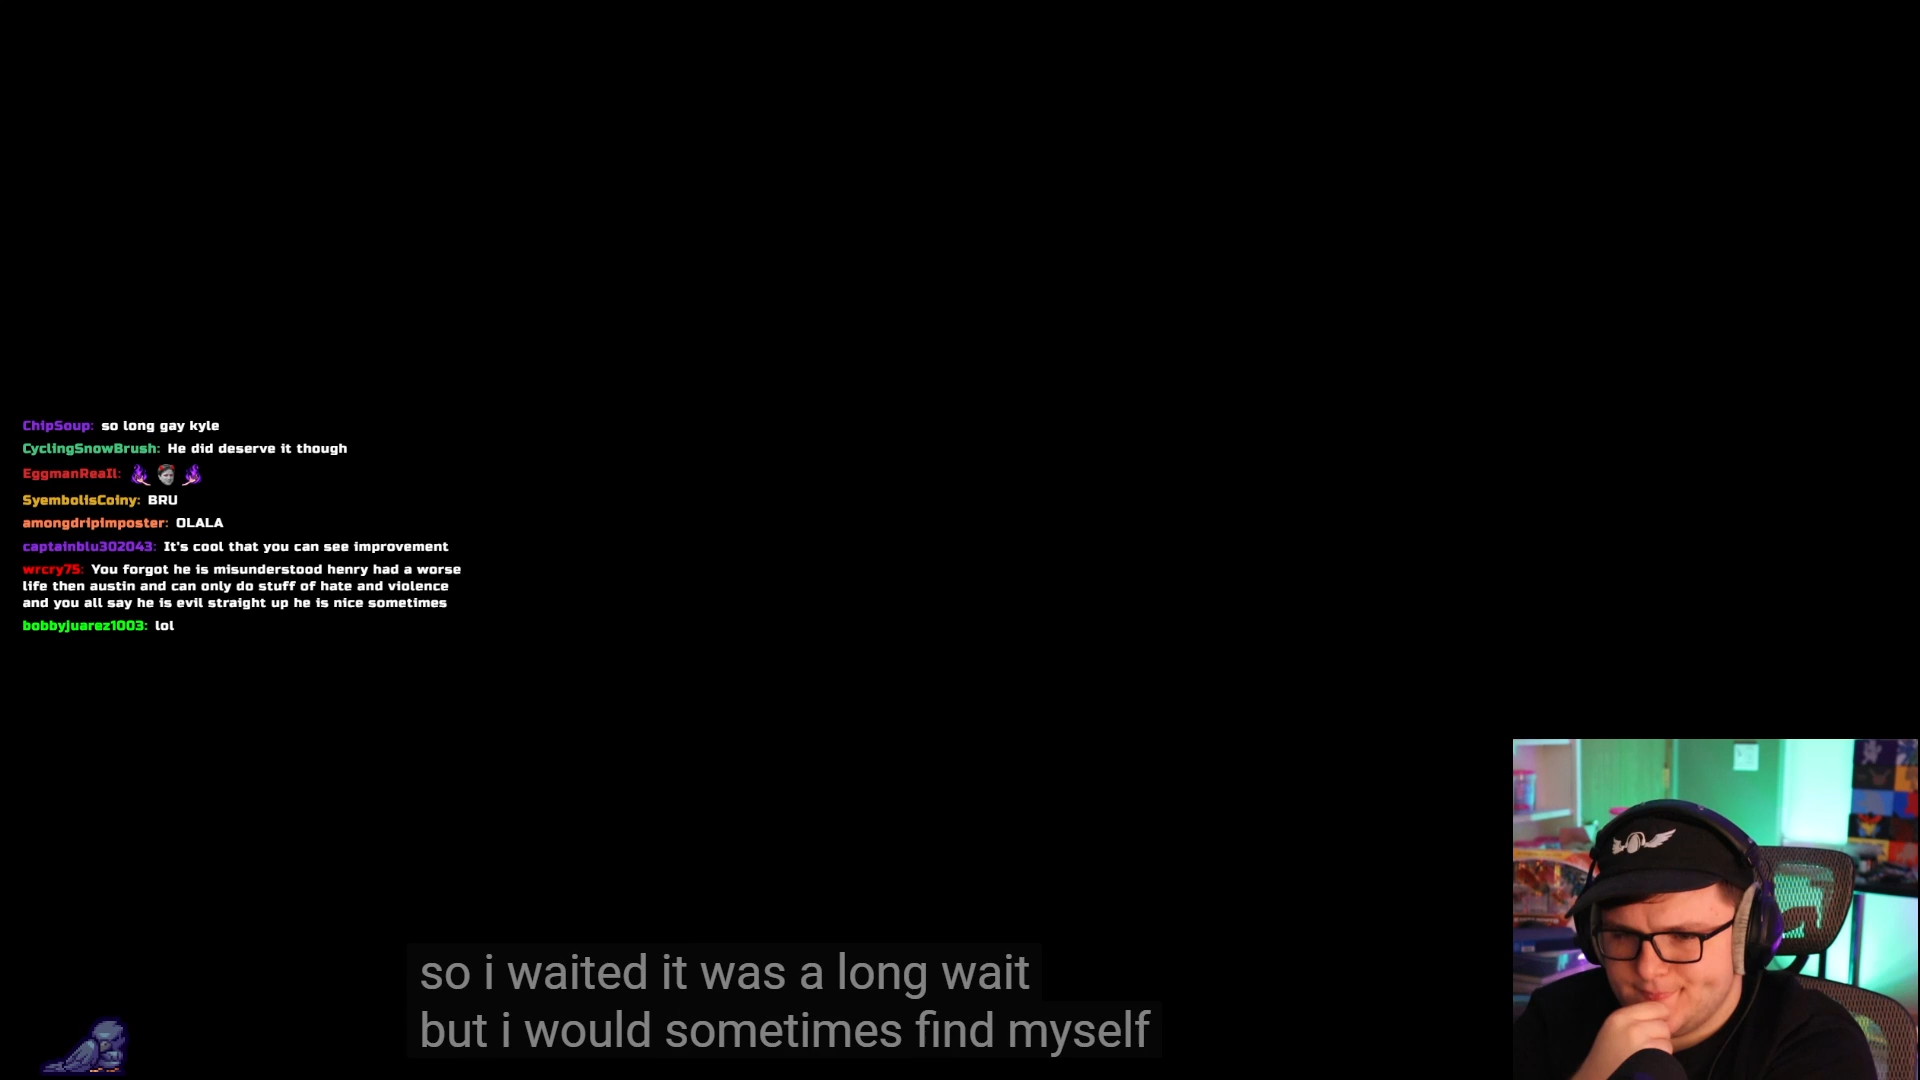 ChipSoup: so long gay kyle
CyclingSnowBrush: He did deserve it though
EggmanReaIl:
SyembolisCoiny: BRU
amongdripimposter: OLALA
captainblu302043: It's cool that you can see improvement
wrcry75: You forgot he is misunderstood henry had a worse
life then austin and can only do stuff of hate and violence
and you all say he is evil straight up he is nice sometimes
bobbyjuarez1003: lol
so i waited it was a long wait
but i would sometimes find myself